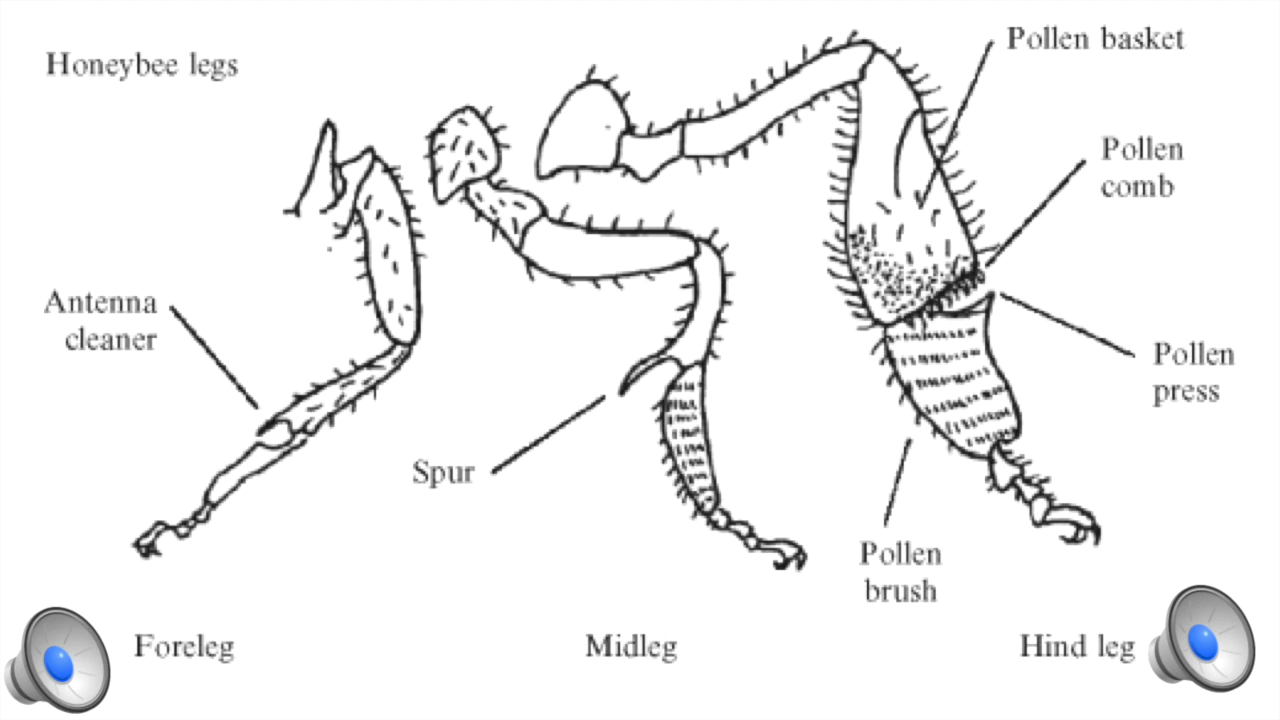 Honeybee legs
Pollen basket
Pollen
comb
Antenna
cleaner
Pollen
press
Spur
Pollen
brush
Foreleg
Midleg
Hind leg